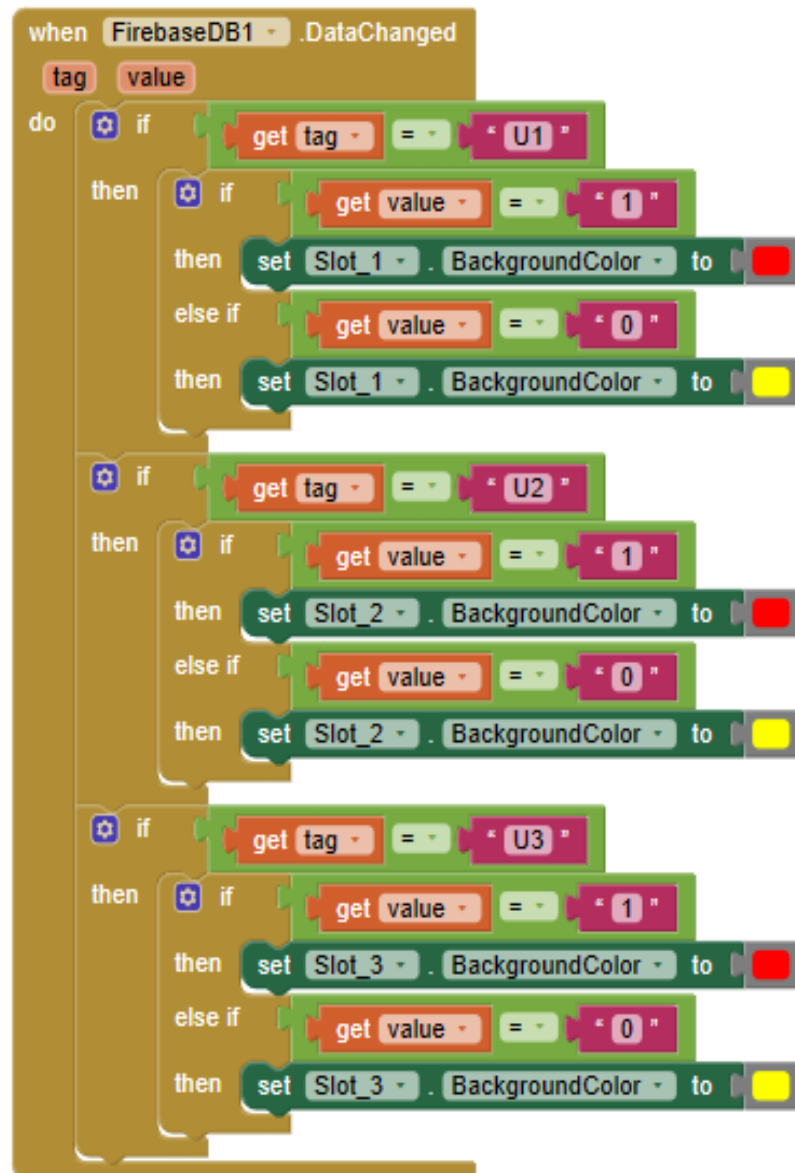 when FirebaseDB1 .DataChanged
tag value
do if get tag = " U1 "
then if get value = " 1 "
then set Slot_1 . BackgroundColor to
else if get value = " 0 "
then set Slot_1 . BackgroundColor to
if get tag = " U2 "
then if get value = " 1 "
then set Slot_2 . BackgroundColor to
else if get value = " 0 "
then set Slot_2 . BackgroundColor to
if get tag = " U3 "
then if get value = " 1 "
then set Slot_3 . BackgroundColor to
else if get value = " 0 "
then set Slot_3 . BackgroundColor to